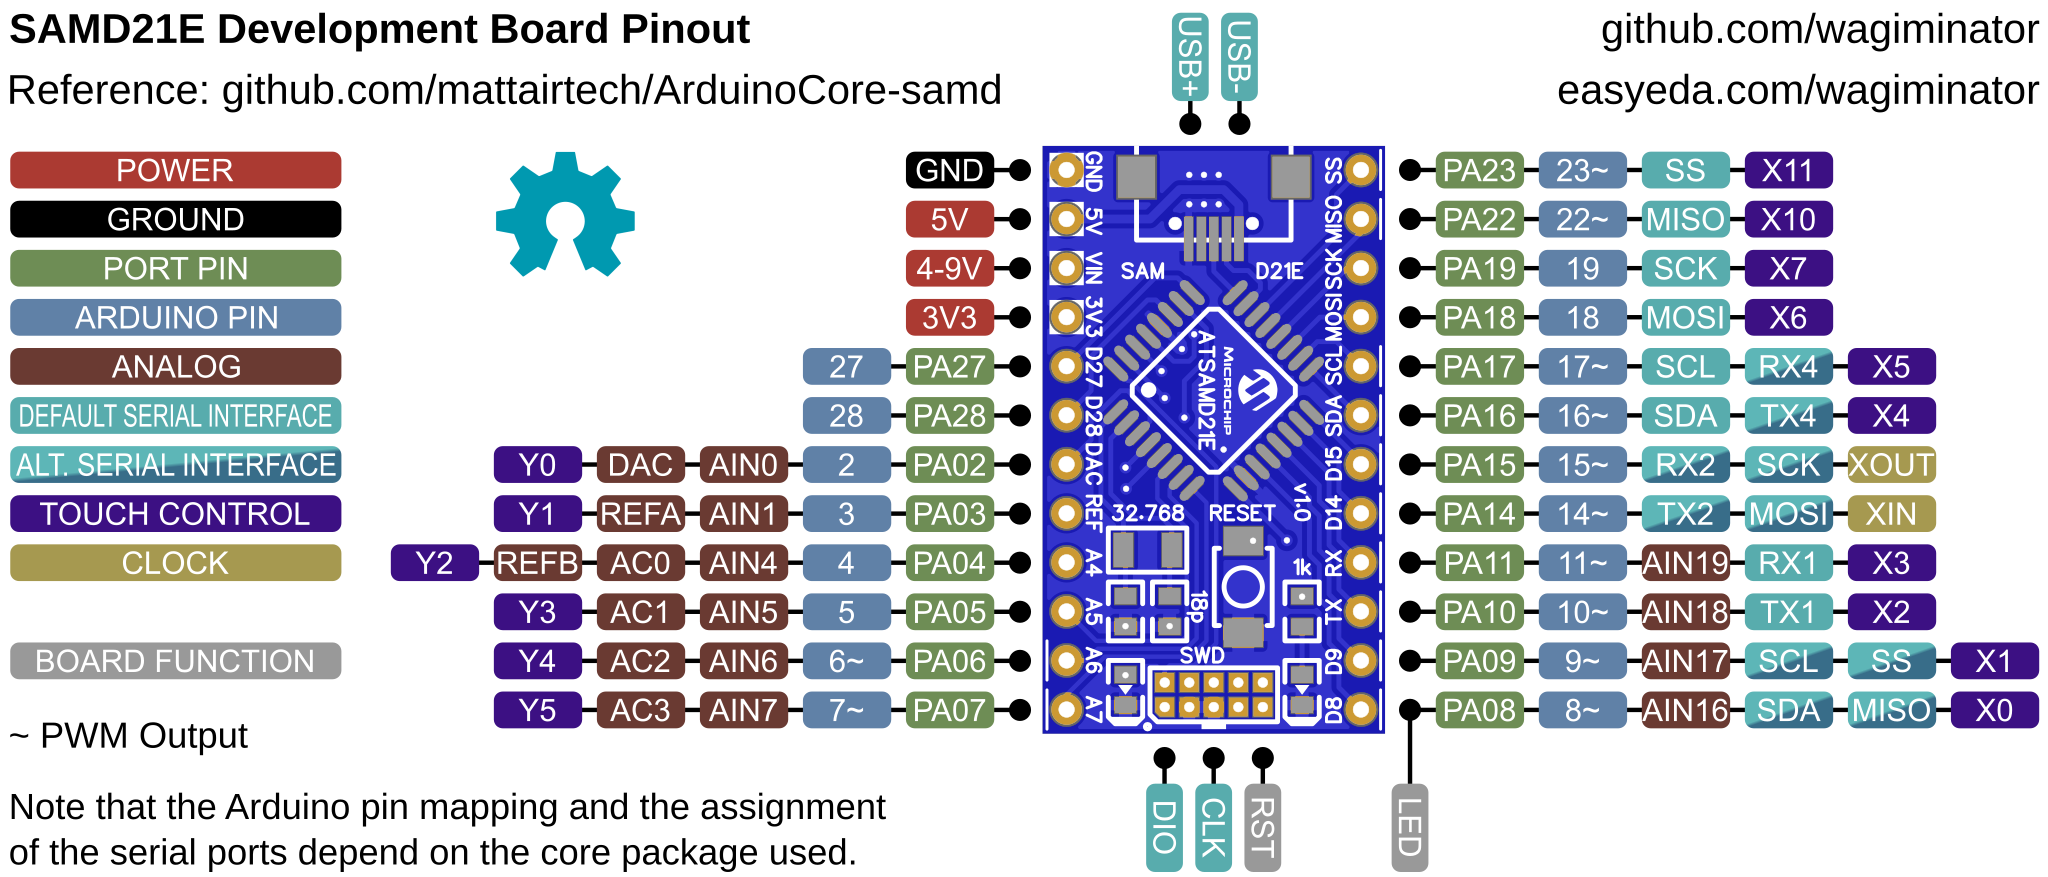 SAMD21E Development Board Pinout
Reference: github.com/mattairtech/ArduinoCore-samd
github.com/wagiminator
easyeda.com/wagiminator
USB+ USB-
POWER
GROUND
PORT PIN
ARDUINO PIN
ANALOG
DEFAULT SERIAL INTERFACE
ALT. SERIAL INTERFACE
TOUCH CONTROL
CLOCK
BOARD FUNCTION
~ PWM Output
Note that the Arduino pin mapping and the assignment
of the serial ports depend on the core package used.
GND
5V
4-9V
3V3
27 PA27
28 PA28
Y0 DAC AIN0 2 PA02
Y1 REFA AIN1 3 PA03
Y2 REFB AC0 AIN4 4 PA04
Y3 AC1 AIN5 5 PA05
Y4 AC2 AIN6 6~ PA06
Y5 AC3 AIN7 7~ PA07
GND
5V
VIN
3V3
D27
D28
DAC
REF
A4
A5
A6
A7
SAM D21E
MICROCHIP
ATSAMD21E
32.768 RESET
v1.0
1k
18p
SWD
SS
MISO
SCK
MOSI
SCL
SDA
D15
D14
RX
TX
D9
D8
PA23 23~ SS X11
PA22 22~ MISO X10
PA19 19 SCK X7
PA18 18 MOSI X6
PA17 17~ SCL RX4 X5
PA16 16~ SDA TX4 X4
PA15 15~ RX2 SCK XOUT
PA14 14~ TX2 MOSI XIN
PA11 11~ AIN19 RX1 X3
PA10 10~ AIN18 TX1 X2
PA09 9~ AIN17 SCL SS X1
PA08 8~ AIN16 SDA MISO X0
DIO CLK RST LED